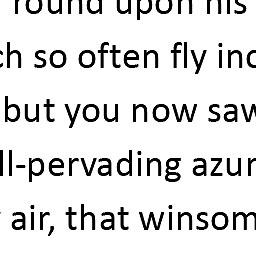 round upon his
ch so often fly inc
but you now saw
ll-pervading azur
air, that winsom